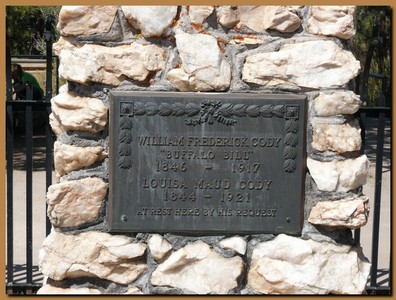 WILLIAM FREDERICK CODY
"BUFFALO BILL"
1846 - 1917
LOUISA MAUD CODY
1844 - 1921
AT REST HERE BY HIS REQUEST